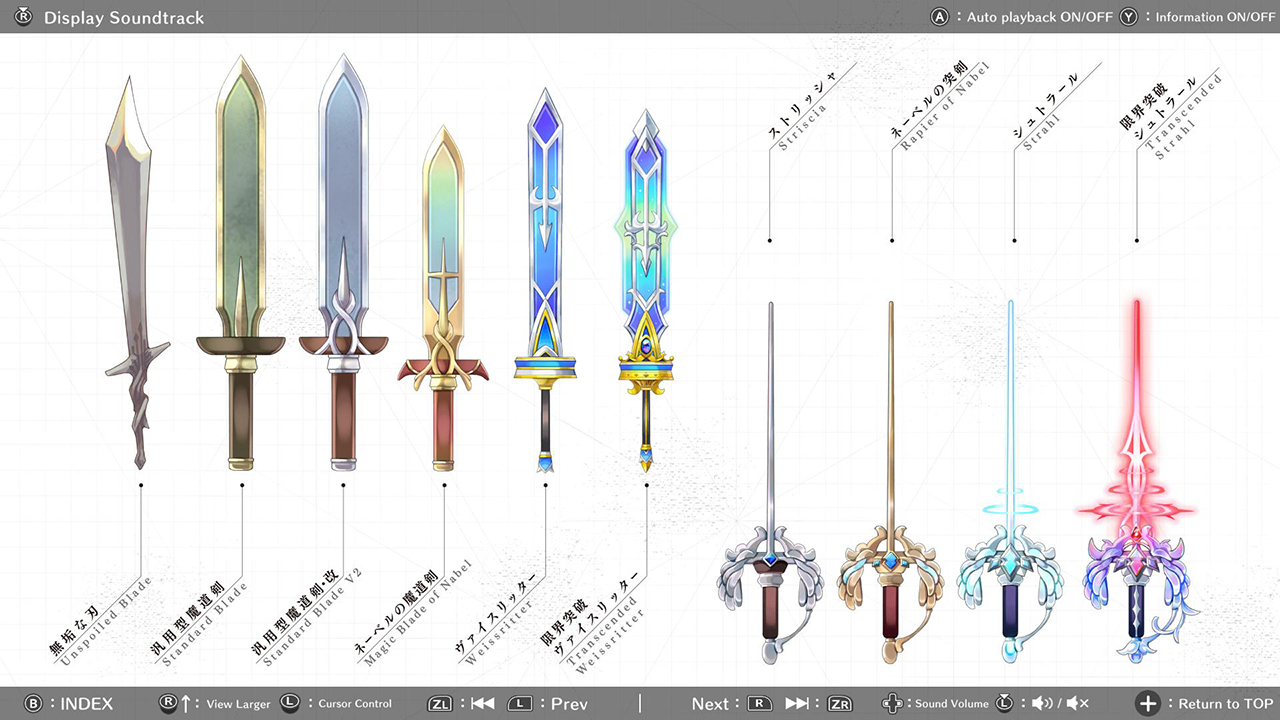 R Display Soundtrack
A : Auto playback ON/OFF Y : Information ON/OFF
ストリッシャ
Striscia
ネーベルの突剣
Rapier of Nabel
シュトラール
Strahl
限界突破
シュトラール
Transcended
Strahl
無垢な刃
Unspoiled Blade
汎用型魔道剣
Standard Blade
汎用型魔道剣・改
Standard Blade V2
ネーベルの魔道剣
Magic Blade of Nabel
ヴァイスリッター
Weissritter
限界突破
ヴァイスリッター
Transcended
Weissritter
B : INDEX R ↑ : View Larger L : Cursor Control ZL : L : Prev Next : R : ZR : Sound Volume L : / + : Return to TOP